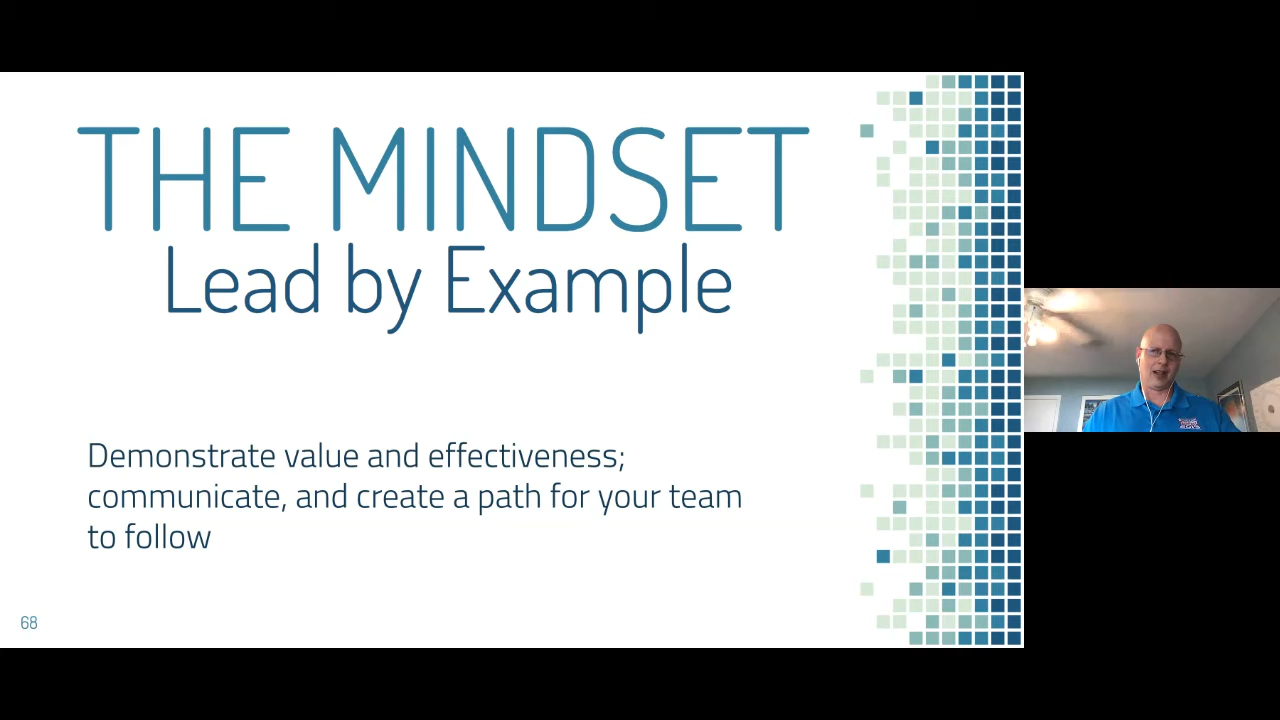 THE MINDSET
Lead by Example
Demonstrate value and effectiveness;
communicate, and create a path for your team
to follow
68